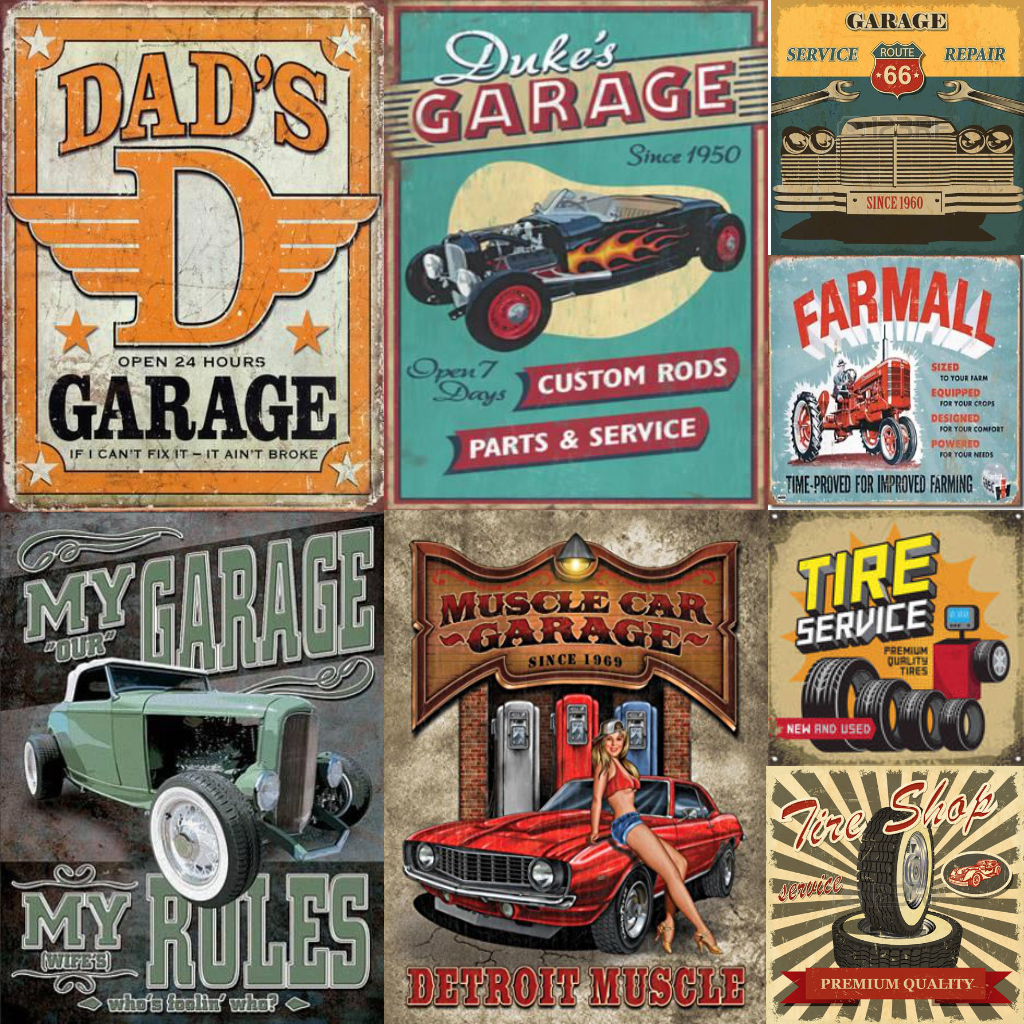 DAD'S
D
OPEN 24 HOURS
GARAGE
IF I CAN'T FIX IT – IT AIN'T BROKE
Duke's
GARAGE
Since 1950
Open 7
Days
CUSTOM RODS
PARTS & SERVICE
GARAGE
SERVICE
ROUTE
66
REPAIR
SINCE 1960
FARMALL
SIZED
TO YOUR FARM
EQUIPPED
FOR YOUR CROPS
DESIGNED
FOR YOUR COMFORT
POWERED
FOR YOUR NEEDS
TIME-PROVED FOR IMPROVED FARMING
MY GARAGE
"OUR"
MY RULES
(WIFE'S)
who's foolin' who?
MUSCLE CAR
~GARAGE~
SINCE 1969
DETROIT MUSCLE
TIRE
SERVICE
PREMIUM
QUALITY
TIRES
NEW AND USED
Tire Shop
service
PREMIUM QUALITY